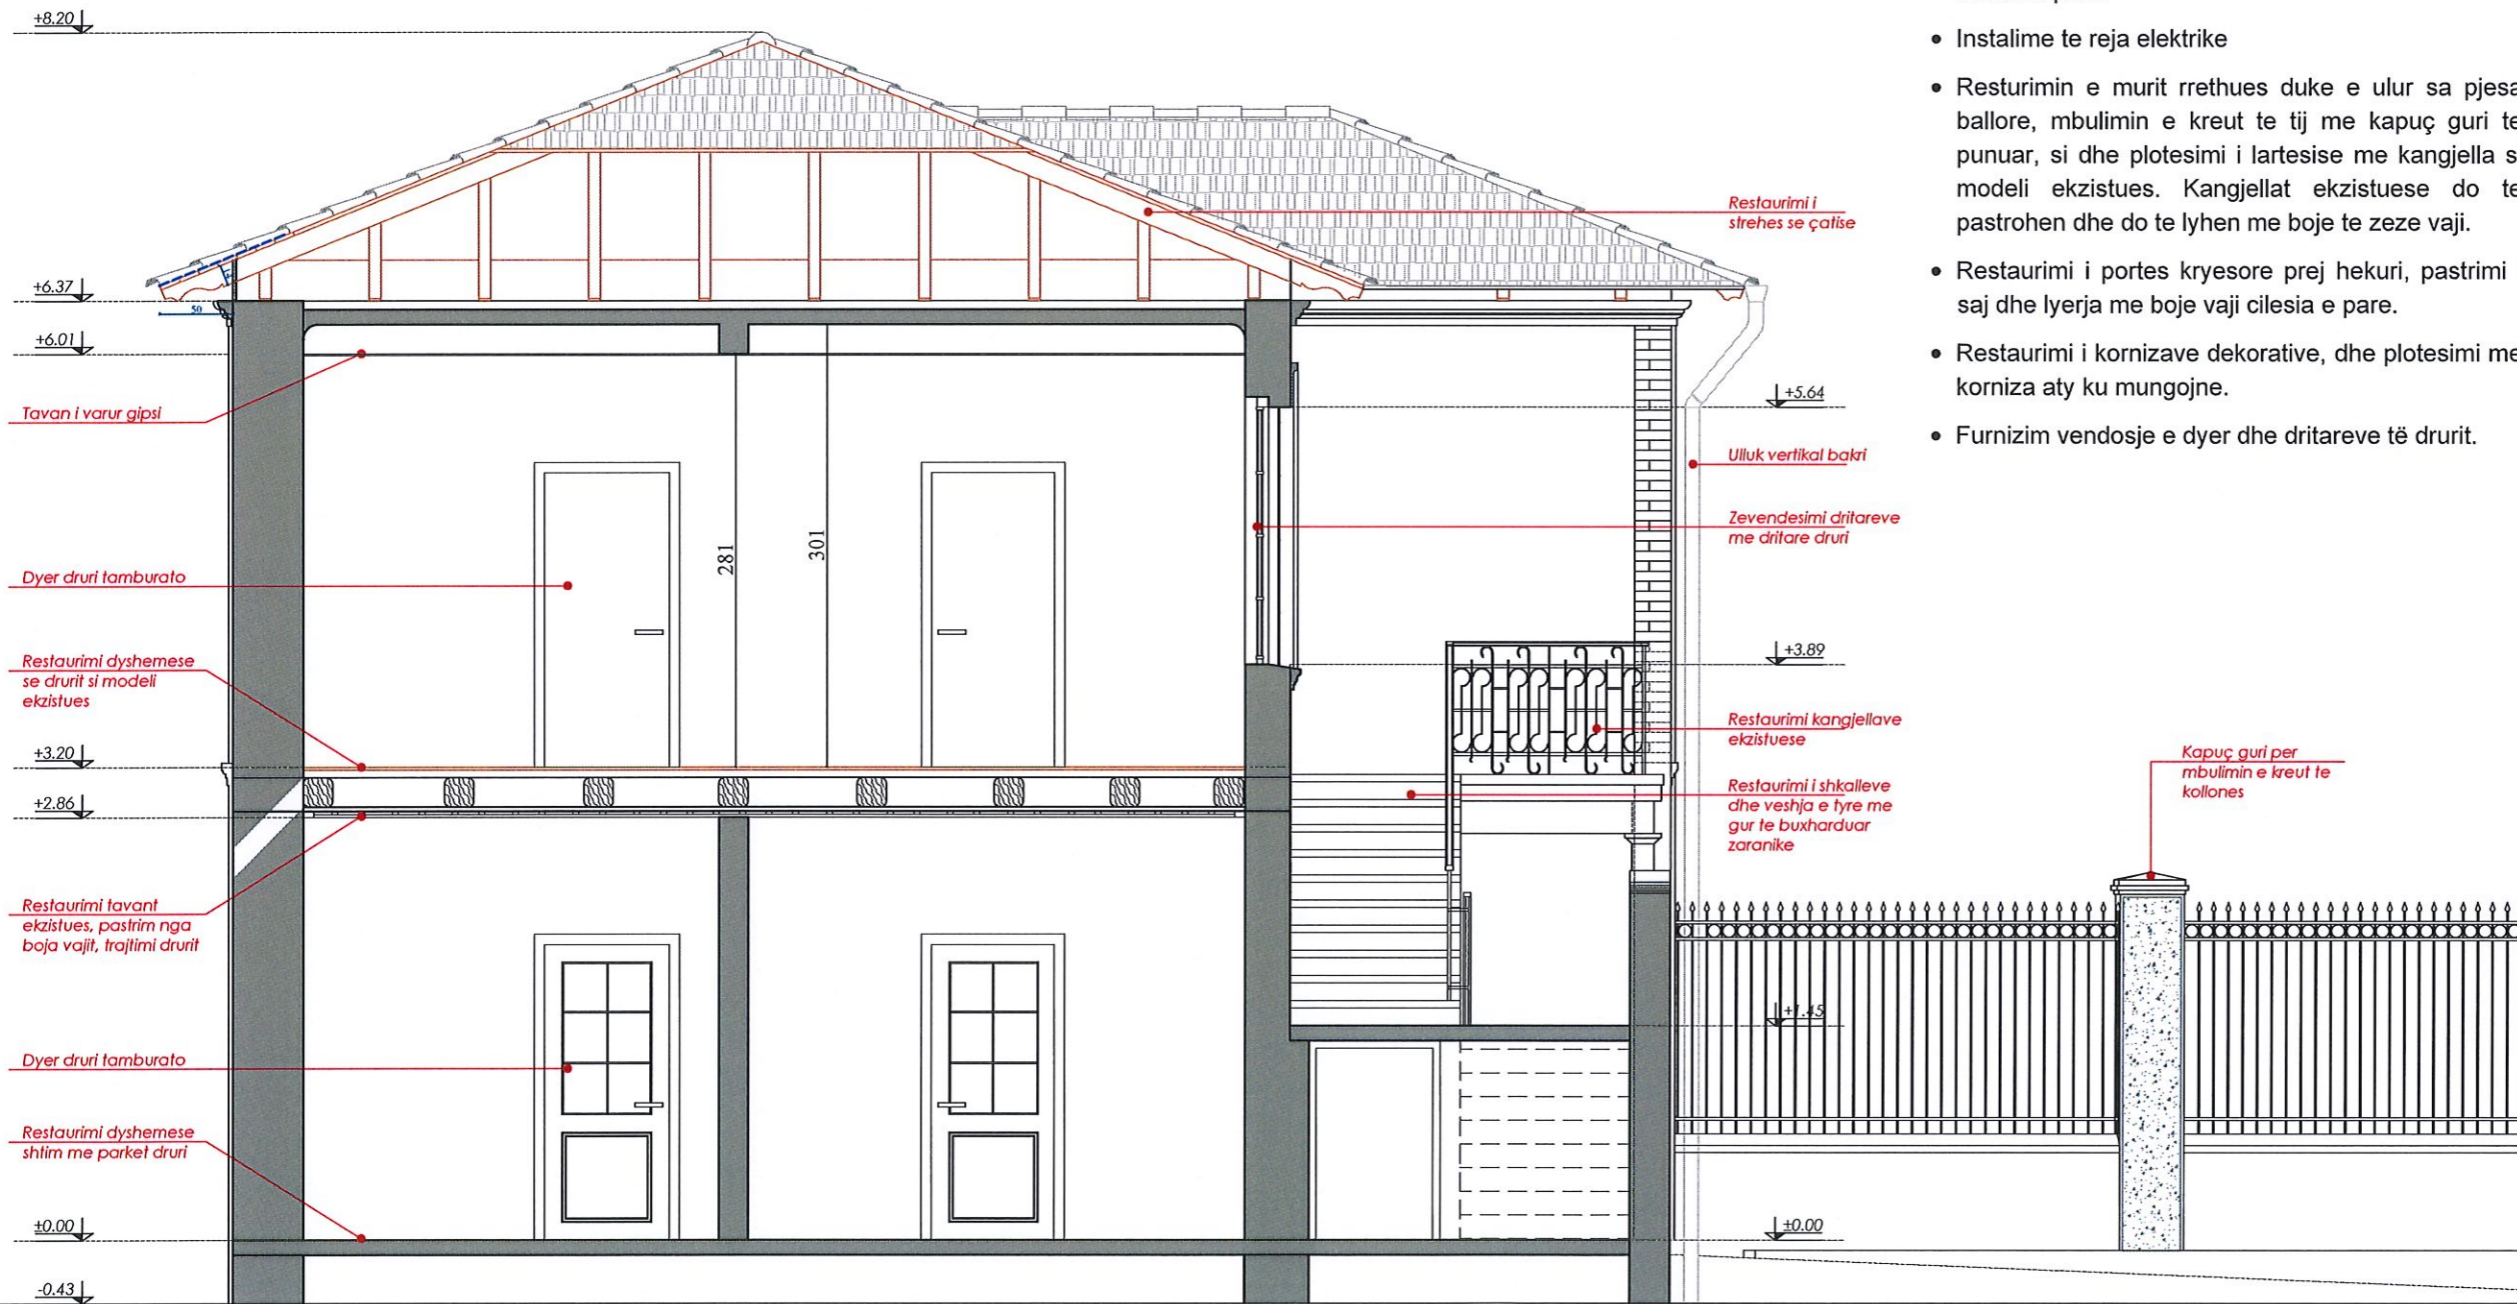 +8.20
+6.37
50
+6.01
Tavan i varur gipsi
Dyer druri tamburato
Restaurimi dyshemese
se drurit si modeli
ekzistues
+3.20
+2.86
Restaurimi tavant
ekzistues, pastrim nga
boja vajit, trajtimi drurit
Dyer druri tamburato
Restaurimi dyshemese
shtim me parket druri
±0.00
-0.43
281
301
Restaurimi i
strehes se çatise
+5.64
Ulluk vertikal bakri
Zevendesimi dritareve
me dritare druri
+3.89
Restaurimi kangjellave
ekzistuese
Restaurimi i shkalleve
dhe veshja e tyre me
gur te buxharduar
zaranike
+1.45
±0.00
Kapuç guri per
mbulimin e kreut te
kollones
• Instalime te reja elektrike
• Resturimin e murit rrethues duke e ulur sa pjesa
ballore, mbulimin e kreut te tij me kapuç guri te
punuar, si dhe plotesimi i lartesise me kangjella s
modeli ekzistues. Kangjellat ekzistuese do te
pastrohen dhe do te lyhen me boje te zeze vaji.
• Restaurimi i portes kryesore prej hekuri, pastrimi
saj dhe lyerja me boje vaji cilesia e pare.
• Restaurimi i kornizave dekorative, dhe plotesimi me
korniza aty ku mungojne.
• Furnizim vendosje e dyer dhe dritareve të drurit.